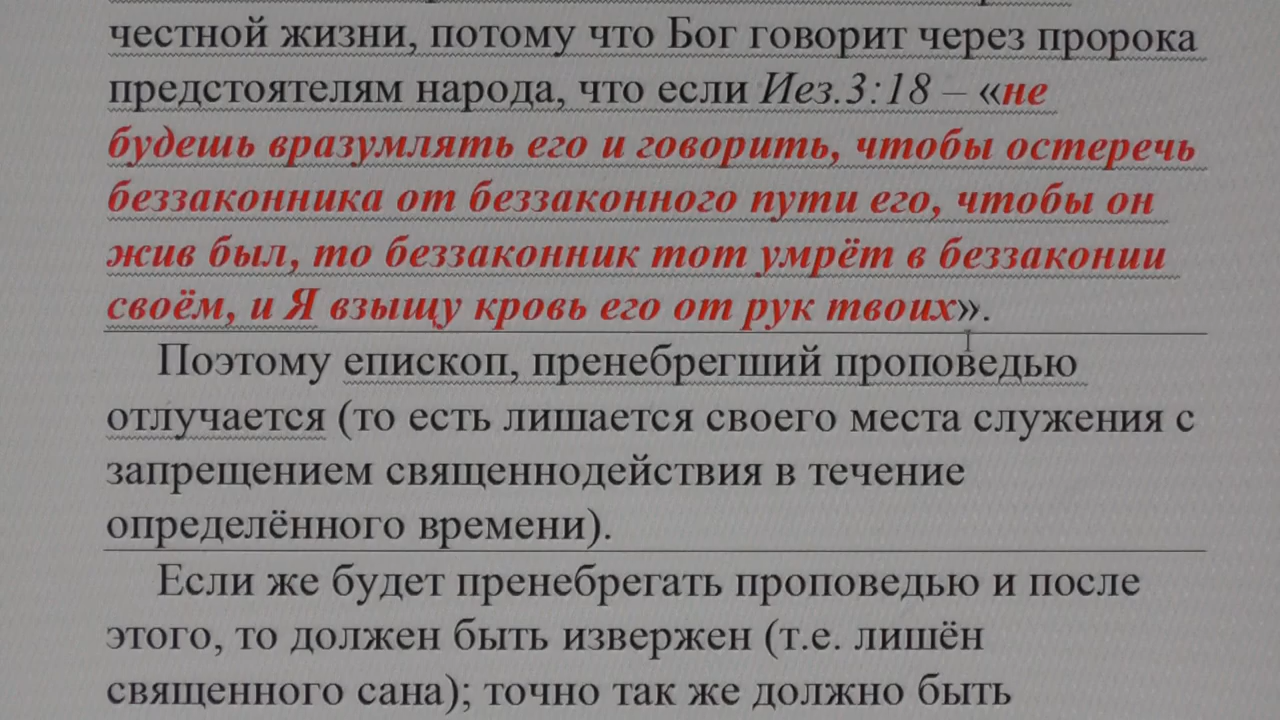 честной жизни, потому что Бог говорит через пророка
предстоятелям народа, что если Иез.3:18 – «не
будешь вразумлять его и говорить, чтобы остеречь
беззаконника от беззаконного пути его, чтобы он
жив был, то беззаконник тот умрёт в беззаконии
своём, и Я взыщу кровь его от рук твоих».
Поэтому епископ, пренебрегший проповедью
отлучается (то есть лишается своего места служения с
запрещением священнодействия в течение
определённого времени).
Если же будет пренебрегать проповедью и после
этого, то должен быть извержен (т.е. лишён
священного сана); точно так же должно быть